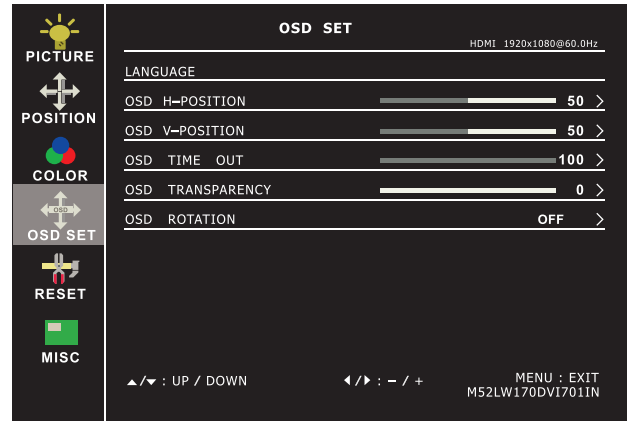 PICTURE
POSITION
COLOR
OSD
OSD SET
RESET
MISC
OSD SET
HDMI 1920x1080@60.0Hz
LANGUAGE
OSD H-POSITION 50 >
OSD V-POSITION 50 >
OSD TIME OUT 100 >
OSD TRANSPARENCY 0 >
OSD ROTATION OFF >
▲/▼ : UP / DOWN ◀/▶ : - / + MENU : EXIT
M52LW170DVI701IN